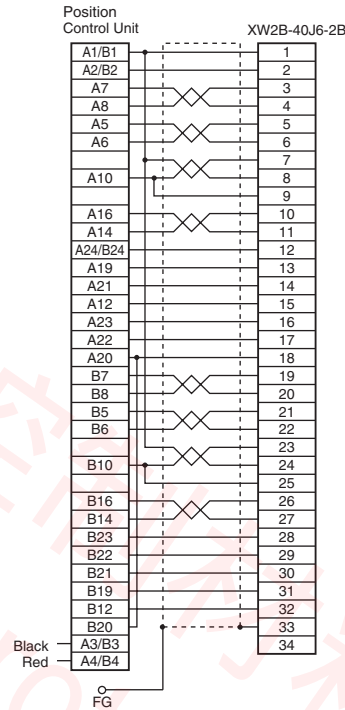 Position
Control Unit
XW2B-40J6-2B
A1/B1 1
A2/B2 2
A7 3
A8 4
A5 5
A6 6
7
A10 8
9
A16 10
A14 11
A24/B24 12
A19 13
A21 14
A12 15
A23 16
A22 17
A20 18
B7 19
B8 20
B5 21
B6 22
23
B10 24
25
B16 26
B14 27
B23 28
B22 29
B21 30
B19 31
B12 32
B20 33
Black A3/B3 34
Red A4/B4
FG